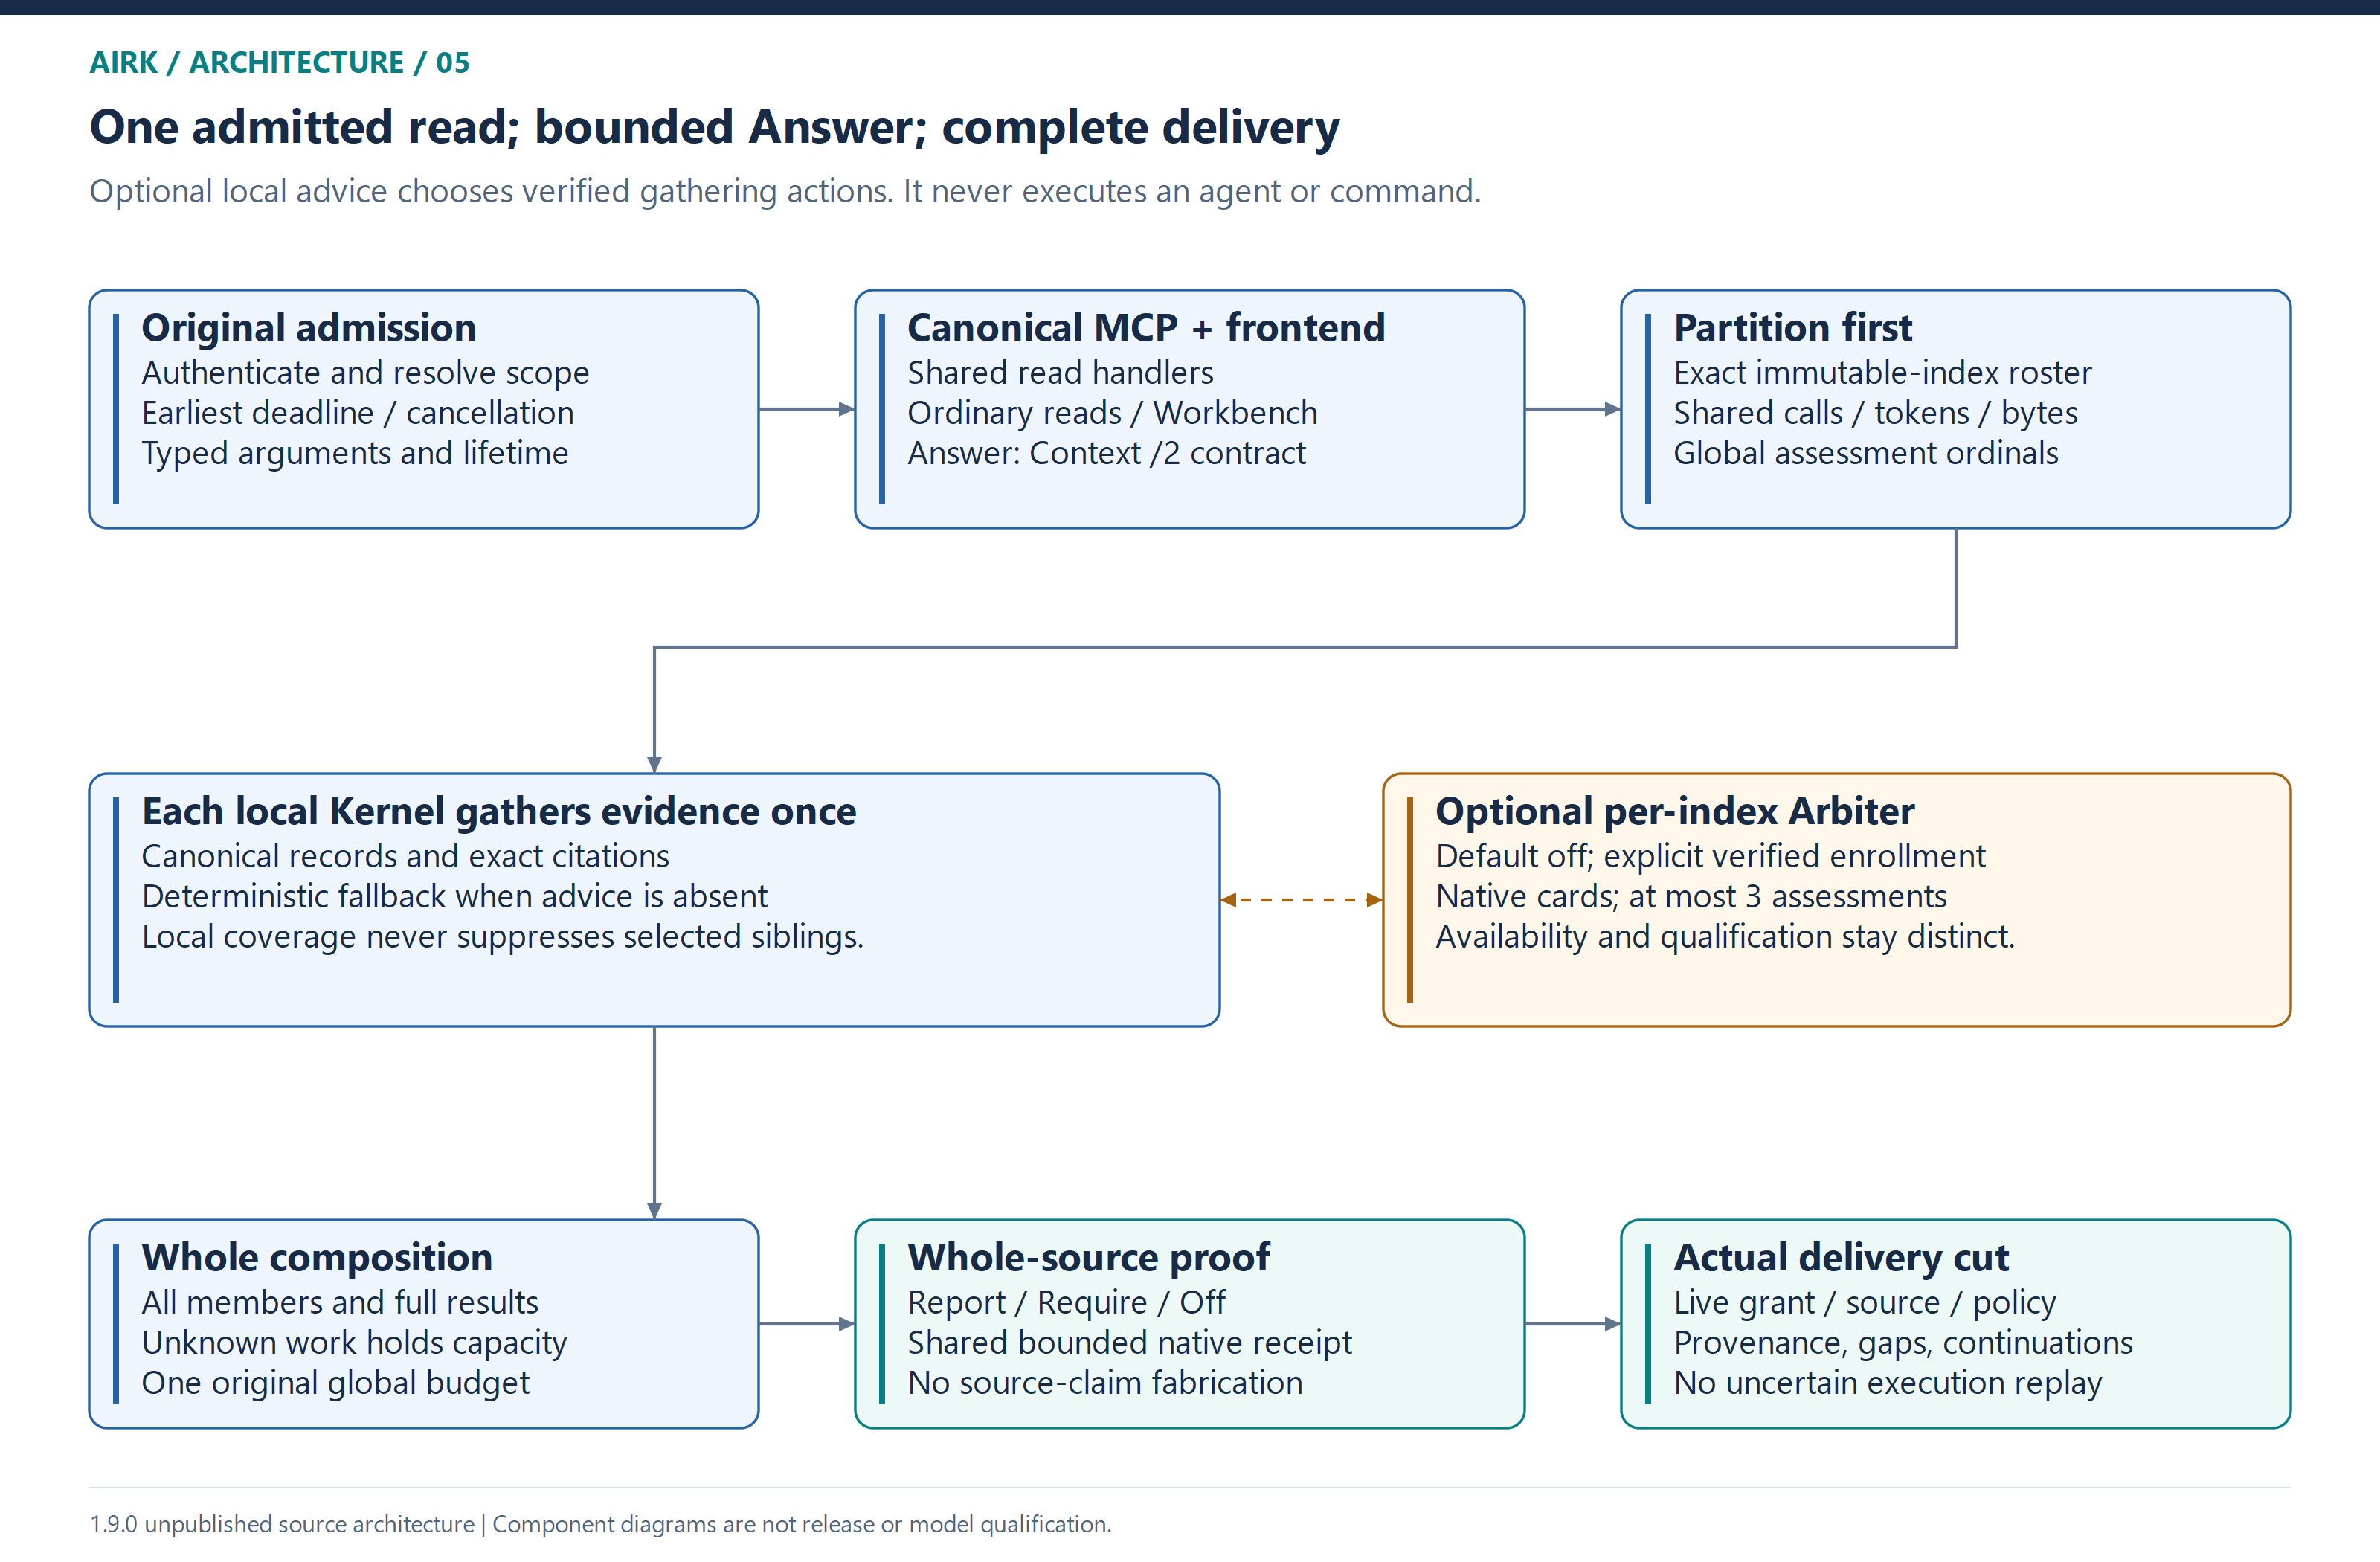 AIRK / ARCHITECTURE / 05
One admitted read; bounded Answer; complete delivery
Optional local advice chooses verified gathering actions. It never executes an agent or command.
Original admission
Authenticate and resolve scope
Earliest deadline / cancellation
Typed arguments and lifetime
Canonical MCP + frontend
Shared read handlers
Ordinary reads / Workbench
Answer: Context /2 contract
Partition first
Exact immutable-index roster
Shared calls / tokens / bytes
Global assessment ordinals
Each local Kernel gathers evidence once
Canonical records and exact citations
Deterministic fallback when advice is absent
Local coverage never suppresses selected siblings.
Optional per-index Arbiter
Default off; explicit verified enrollment
Native cards; at most 3 assessments
Availability and qualification stay distinct.
Whole composition
All members and full results
Unknown work holds capacity
One original global budget
Whole-source proof
Report / Require / Off
Shared bounded native receipt
No source-claim fabrication
Actual delivery cut
Live grant / source / policy
Provenance, gaps, continuations
No uncertain execution replay
1.9.0 unpublished source architecture | Component diagrams are not release or model qualification.